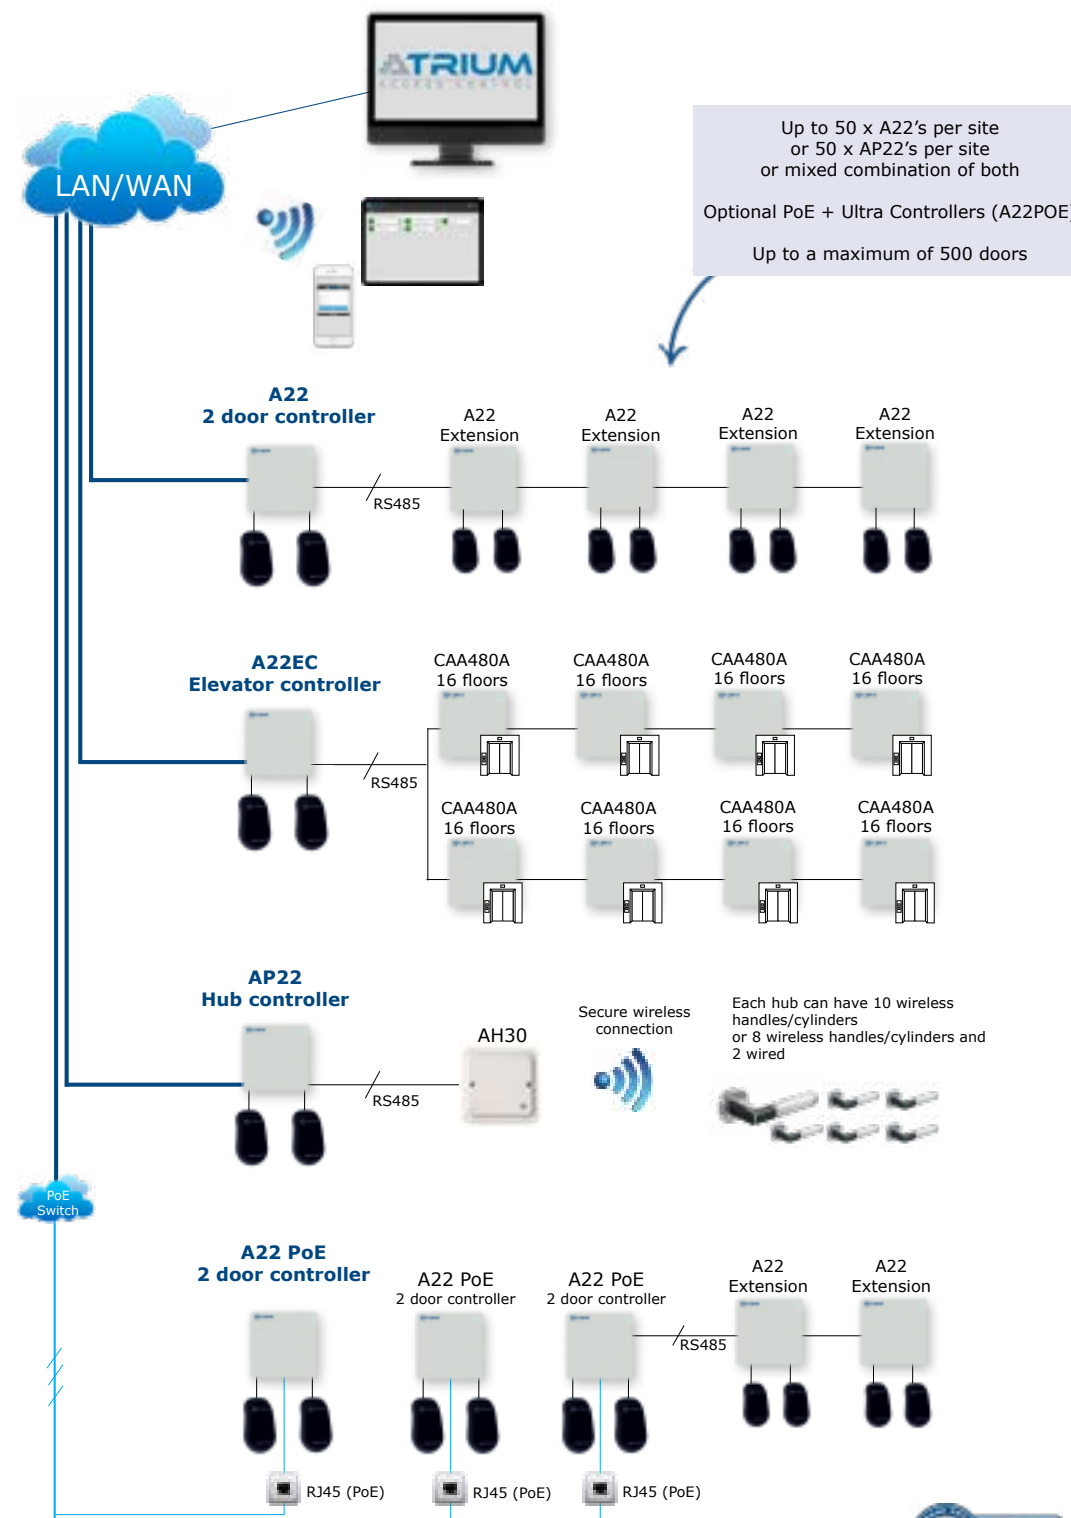 ATRIUM
ACCESS CONTROL
LAN/WAN
Up to 50 x A22's per site
or 50 x AP22's per site
or mixed combination of both
Optional PoE + Ultra Controllers (A22POE)
Up to a maximum of 500 doors
A22
2 door controller
A22
Extension
A22
Extension
A22
Extension
A22
Extension
RS485
A22EC
Elevator controller
CAA480A
16 floors
CAA480A
16 floors
CAA480A
16 floors
CAA480A
16 floors
RS485
CAA480A
16 floors
CAA480A
16 floors
CAA480A
16 floors
CAA480A
16 floors
AP22
Hub controller
AH30
RS485
Secure wireless
connection
Each hub can have 10 wireless
handles/cylinders
or 8 wireless handles/cylinders and
2 wired
PoE
Switch
A22 PoE
2 door controller
A22 PoE
2 door controller
A22 PoE
2 door controller
A22
Extension
A22
Extension
RS485
RJ45 (PoE)
RJ45 (PoE)
RJ45 (PoE)